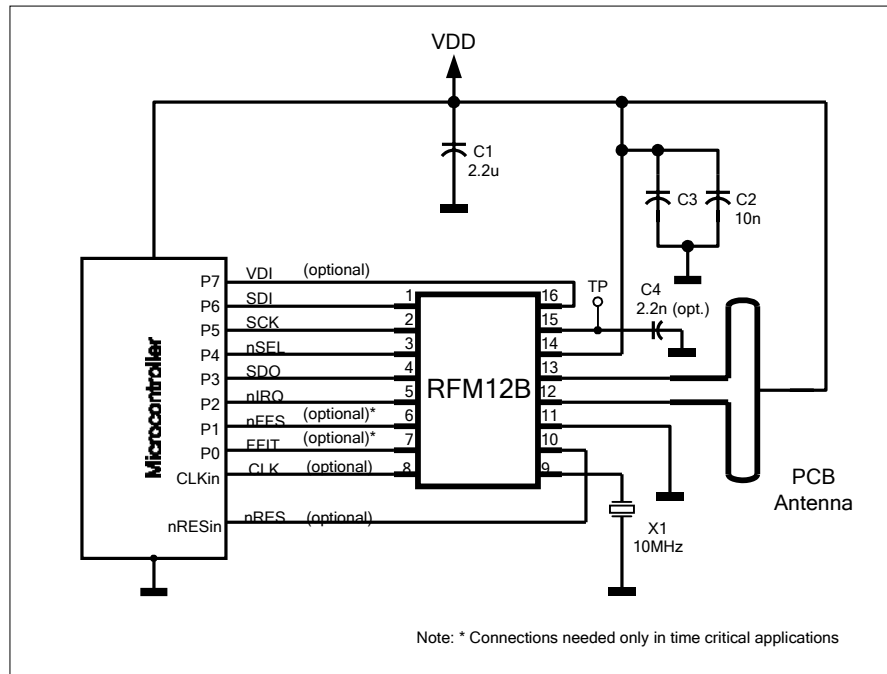 VDD
C1
2.2u
C3
C2
10n
Microcontroller
P7 VDI (optional)
P6 SDI
P5 SCK
P4 nSEL
P3 SDO
P2 nIRQ
P1 nFFS (optional)*
P0 FFIT (optional)*
CLKin CLK (optional)
nRESin nRES (optional)
1
2
3
4
5
6
7
8
RFM12B
16
15
14
13
12
11
10
9
TP
C4
2.2n (opt.)
X1
10MHz
PCB
Antenna
Note: * Connections needed only in time critical applications